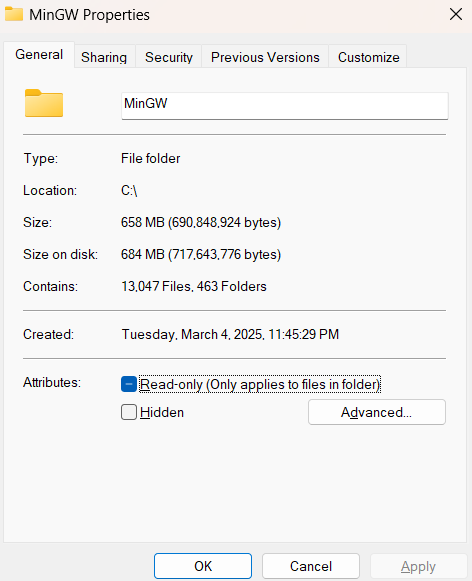 MinGW Properties
General Sharing Security Previous Versions Customize
MinGW
Type: File folder
Location: C:\
Size: 658 MB (690,848,924 bytes)
Size on disk: 684 MB (717,643,776 bytes)
Contains: 13,047 Files, 463 Folders
Created: Tuesday, March 4, 2025, 11:45:29 PM
Attributes: Read-only (Only applies to files in folder)
Hidden Advanced...
OK Cancel Apply